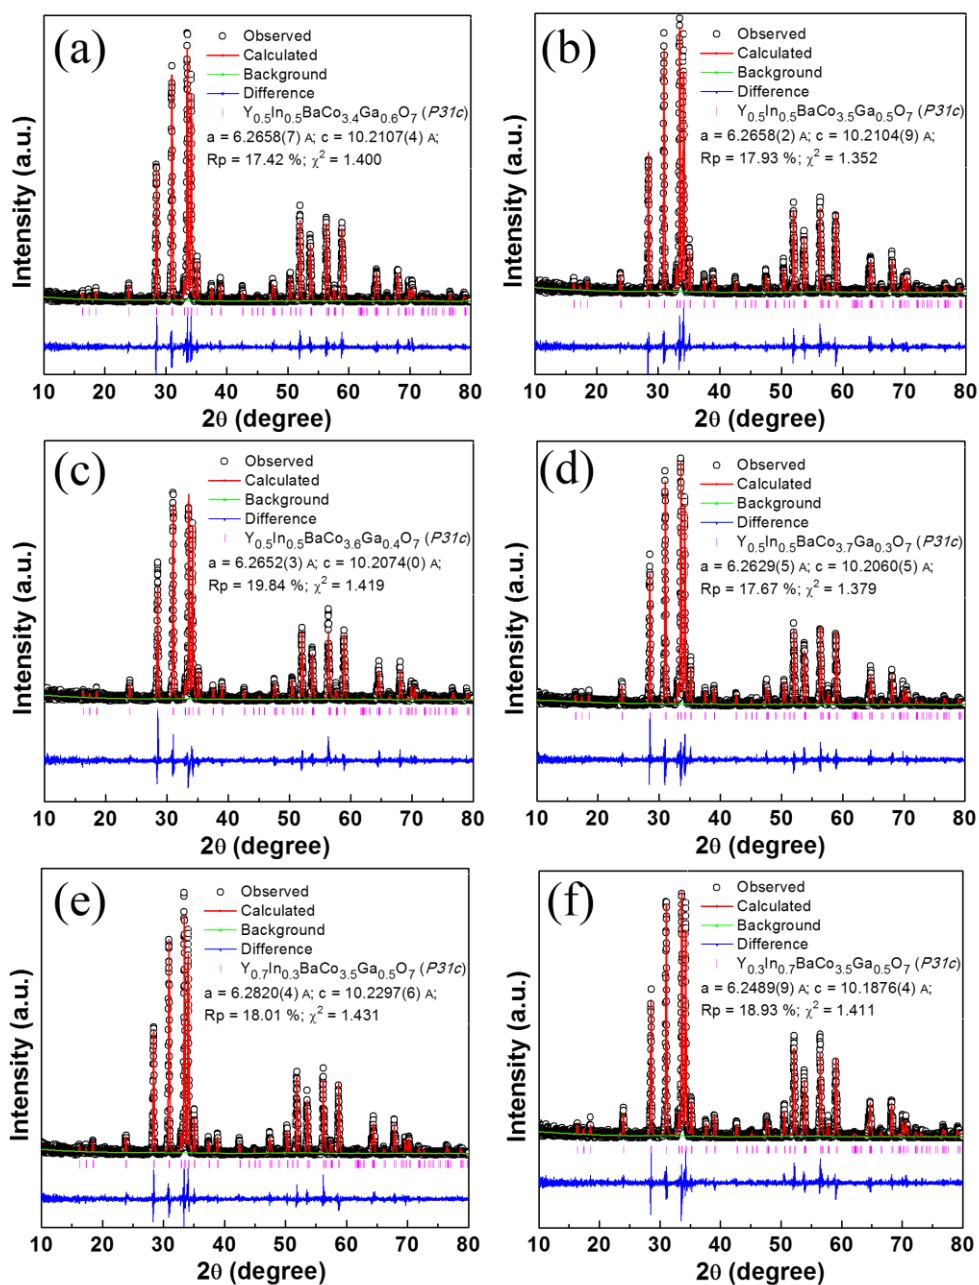 (a)
Observed
Calculated
Background
Difference
Y0.5In0.5BaCo3.4Ga0.6O7 (P31c)
a = 6.2658(7) A; c = 10.2107(4) A;
Rp = 17.42 %; χ2 = 1.400
Intensity (a.u.)
10 20 30 40 50 60 70 80
2θ (degree)
(b)
Observed
Calculated
Background
Difference
Y0.5In0.5BaCo3.5Ga0.5O7 (P31c)
a = 6.2658(2) A; c = 10.2104(9) A;
Rp = 17.93 %; χ2 = 1.352
Intensity (a.u.)
10 20 30 40 50 60 70 80
2θ (degree)
(c)
Observed
Calculated
Background
Difference
Y0.5In0.5BaCo3.6Ga0.4O7 (P31c)
a = 6.2652(3) A; c = 10.2074(0) A;
Rp = 19.84 %; χ2 = 1.419
Intensity (a.u.)
10 20 30 40 50 60 70 80
2θ (degree)
(d)
Observed
Calculated
Background
Difference
Y0.5In0.5BaCo3.7Ga0.3O7 (P31c)
a = 6.2629(5) A; c = 10.2060(5) A;
Rp = 17.67 %; χ2 = 1.379
Intensity (a.u.)
10 20 30 40 50 60 70 80
2θ (degree)
(e)
Observed
Calculated
Background
Difference
Y0.7In0.3BaCo3.5Ga0.5O7 (P31c)
a = 6.2820(4) A; c = 10.2297(6) A;
Rp = 18.01 %; χ2 = 1.431
Intensity (a.u.)
10 20 30 40 50 60 70 80
2θ (degree)
(f)
Observed
Calculated
Background
Difference
Y0.3In0.7BaCo3.5Ga0.5O7 (P31c)
a = 6.2489(9) A; c = 10.1876(4) A;
Rp = 18.93 %; χ2 = 1.411
Intensity (a.u.)
10 20 30 40 50 60 70 80
2θ (degree)